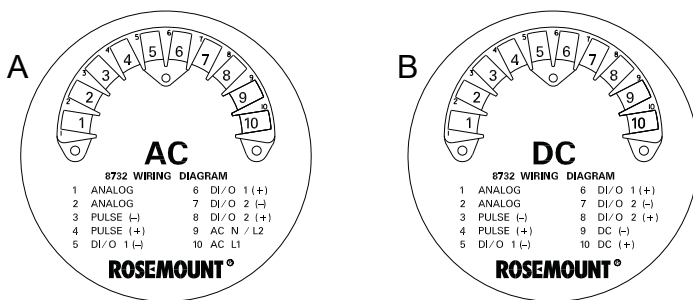 A
1 2 3 4 5 6 7 8 9 10
1 2 3 4 5 6 7 8 9 10
AC
8732 WIRING DIAGRAM
1 ANALOG 6 DI/O 1 (+)
2 ANALOG 7 DI/O 2 (–)
3 PULSE (–) 8 DI/O 2 (+)
4 PULSE (+) 9 AC N / L2
5 DI/O 1 (–) 10 AC L1
ROSEMOUNT®
B
1 2 3 4 5 6 7 8 9 10
1 2 3 4 5 6 7 8 9 10
DC
8732 WIRING DIAGRAM
1 ANALOG 6 DI/O 1 (+)
2 ANALOG 7 DI/O 2 (–)
3 PULSE (–) 8 DI/O 2 (+)
4 PULSE (+) 9 DC (–)
5 DI/O 1 (–) 10 DC (+)
ROSEMOUNT®